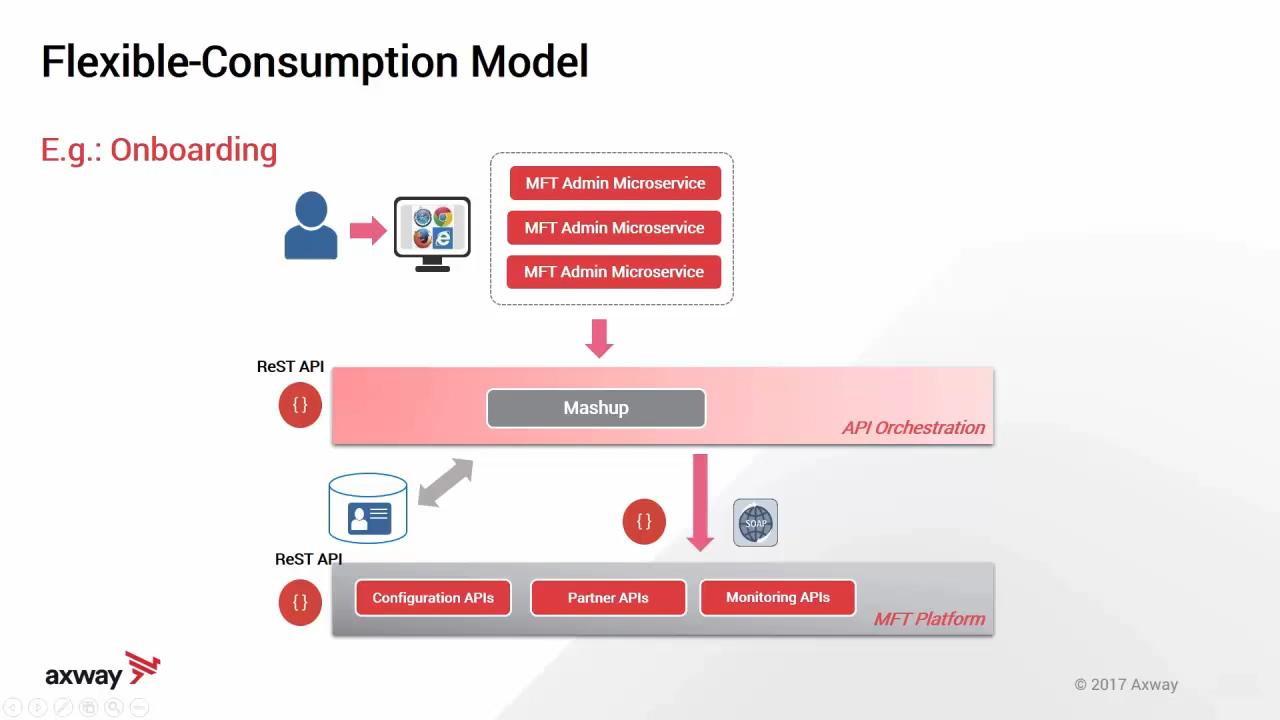 Flexible-Consumption Model
E.g.: Onboarding
MFT Admin Microservice
MFT Admin Microservice
MFT Admin Microservice
ReST API
{ }
Mashup
API Orchestration
{ }
SOAP
ReST API
{ }
Configuration APIs
Partner APIs
Monitoring APIs
MFT Platform
axway
© 2017 Axway